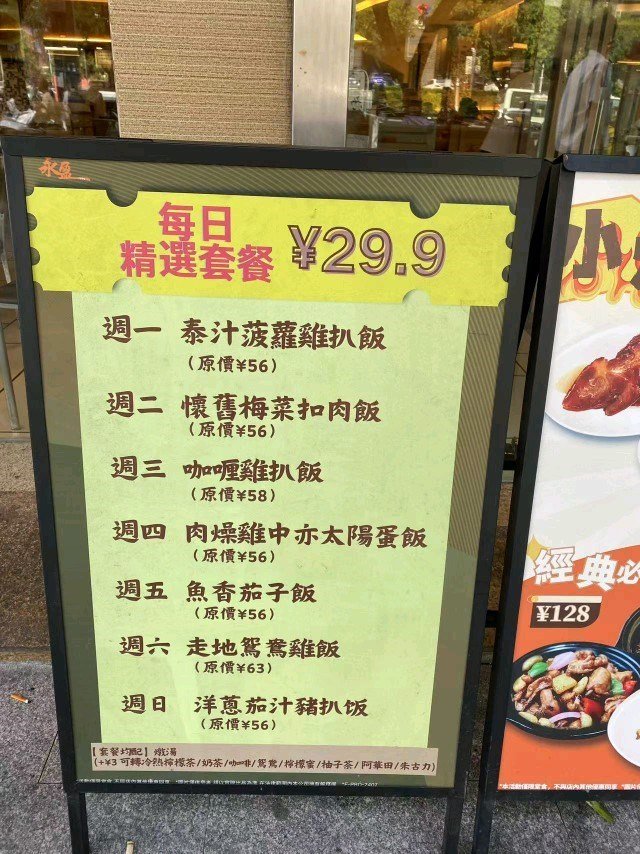 永盈
每日
精選套餐 ¥29.9
週一 泰汁菠蘿雞扒飯
(原價¥56)
週二 懷舊梅菜扣肉飯
(原價¥56)
週三 咖喱雞扒飯
(原價¥58)
週四 肉燥雞中亦太陽蛋飯
(原價¥56)
週五 魚香茄子飯
(原價¥56)
週六 走地鴛鴦雞飯
(原價¥63)
週日 洋蔥茄汁豬扒饭
(原價¥56)
【套餐均配】燉湯
(+¥3 可轉冷熱檸檬茶/奶茶/咖啡/鴛鴦/檸檬蜜/柚子茶/阿華田/朱古力)
小
經典必
¥128